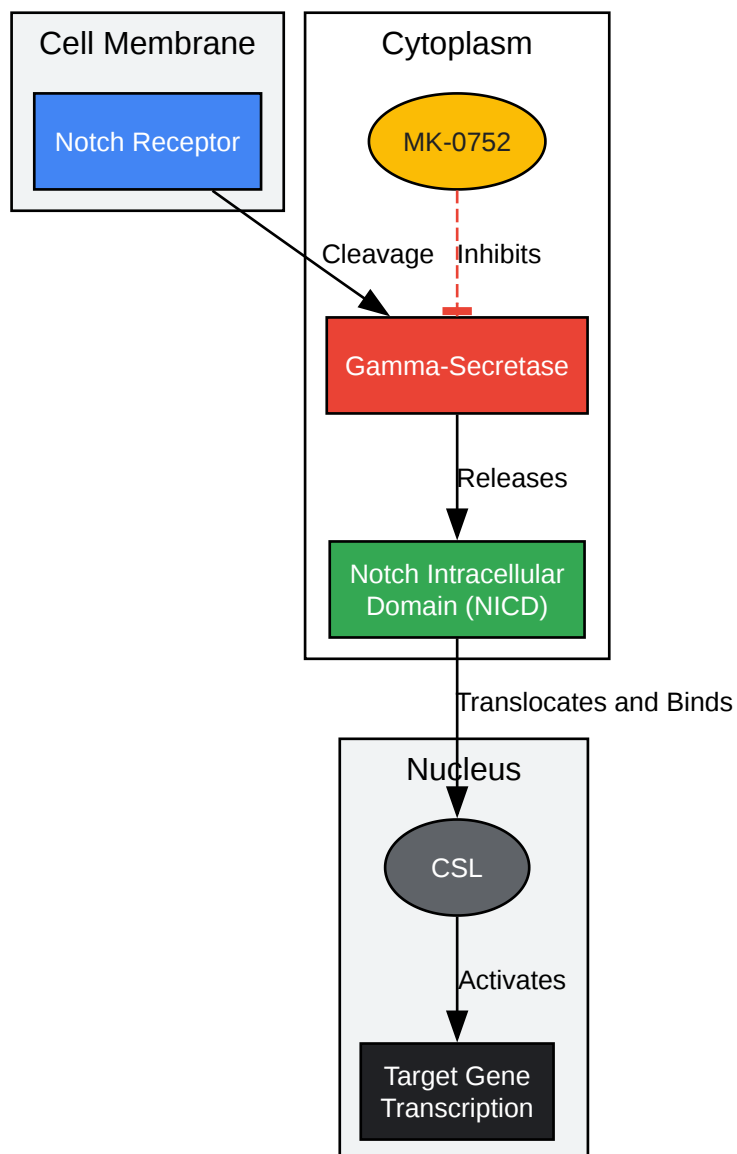 Cell Membrane
Notch Receptor
Cytoplasm
MK-0752
Cleavage
Inhibits
Gamma-Secretase
Releases
Notch Intracellular
Domain (NICD)
Translocates and Binds
Nucleus
CSL
Activates
Target Gene
Transcription